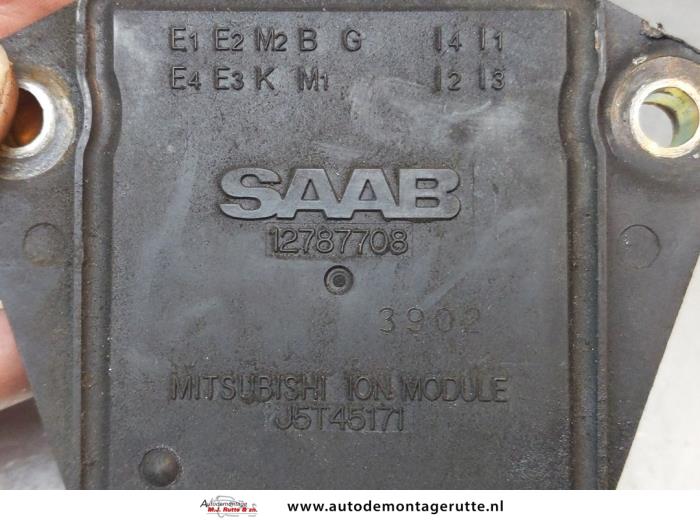 E1 E2 M2 B G I4 I1
E4 E3 K M1 I2 I3
SAAB
12787708
3902
MITSUBISHI ION MODULE
J5T45171
Autodemontage
M.J. Rutte & zn.
www.autodemontagerutte.nl